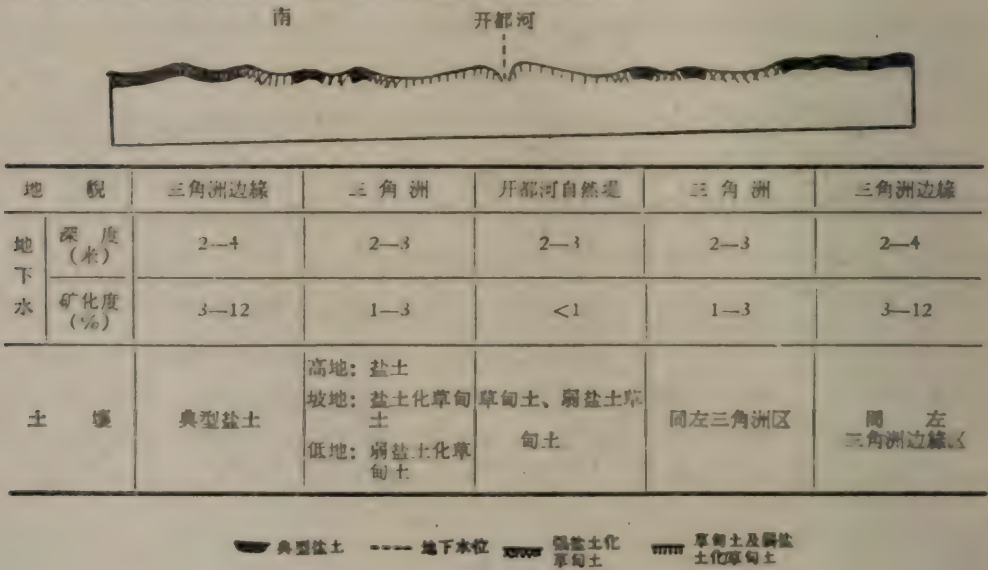 南 开都河
地 貌 三角洲边缘 三角洲 开都河自然堤 三角洲 三角洲边缘
地下水 深度(米) 2—4 2—3 2—3 2—3 2—4
矿化度(‰) 3—12 1—3 <1 1—3 3—12
土 壤 典型盐土
高地：盐土
坡地：盐土化草甸土
低地：弱盐土化草甸土
草甸土、弱盐土草甸土
同左三角洲区
同左
三角洲边缘区
典型盐土 地下水位 强盐土化草甸土 草甸土及弱盐土化草甸土